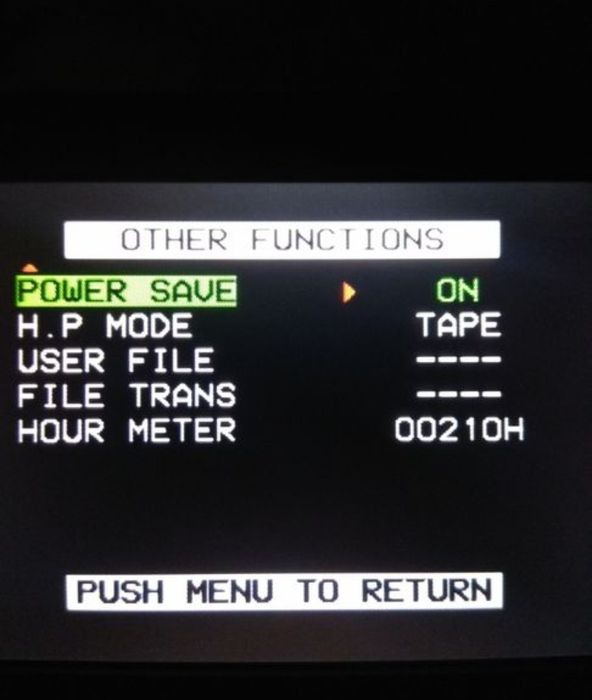 OTHER FUNCTIONS
POWER SAVE ON
H.P MODE TAPE
USER FILE ----
FILE TRANS ----
HOUR METER 00210H
PUSH MENU TO RETURN